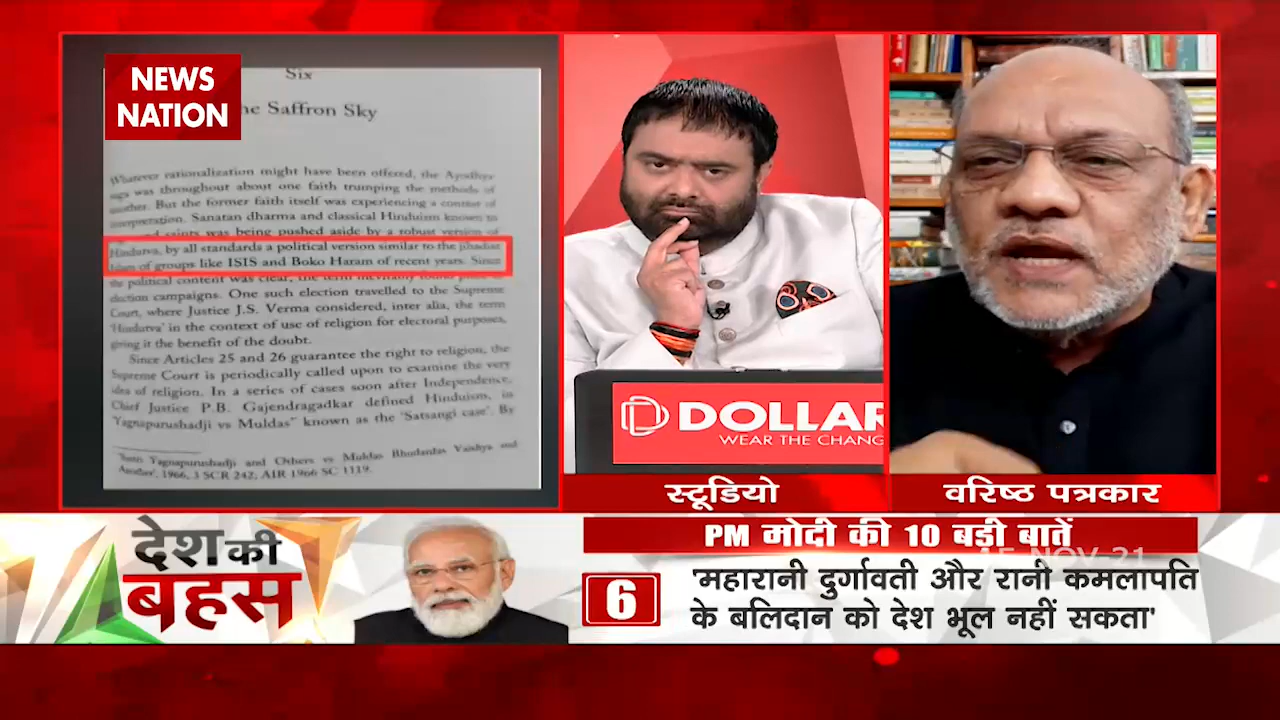 NEWS
NATION
Six
he Saffron Sky
Whatever rationalization might have been offered, the Ayodhya
was throughout about one faith trumping the methods of
another. But the former faith itself was experiencing a contest of
interpretation. Sanatan dharma and classical Hinduism known to
and saints was being pushed aside by a robust version of
Hindutva, by all standards a political version similar to the jihadist
Islam of groups like ISIS and Boko Haram of recent years. Since
the political content was clear, the term inevitably found
election campaigns. One such election travelled to the Supreme
Court, where Justice J.S. Verma considered, inter alia, the term
'Hindutva' in the context of use of religion for electoral purposes,
giving it the benefit of the doubt.
Since Articles 25 and 26 guarantee the right to religion, the
Supreme Court is periodically called upon to examine the very
idea of religion. In a series of cases soon after Independence,
Chief Justice P.B. Gajendragadkar defined Hinduism, in
'Yagnapurushadji vs Muldas" known as the 'Satsangi case'. By
Yagnapurushadji and Others vs Muldas Bhudardas Vaishya and
Another', 1966, 3 SCR 242; AIR 1966 SC 1119.
DOLLAR
WEAR THE CHANG
स्टूडियो
वरिष्ठ पत्रकार
देश की
बहस
PM मोदी की 10 बड़ी बातें
NOV 21
6
'महारानी दुर्गावती और रानी कमलापति
के बलिदान को देश भूल नहीं सकता'